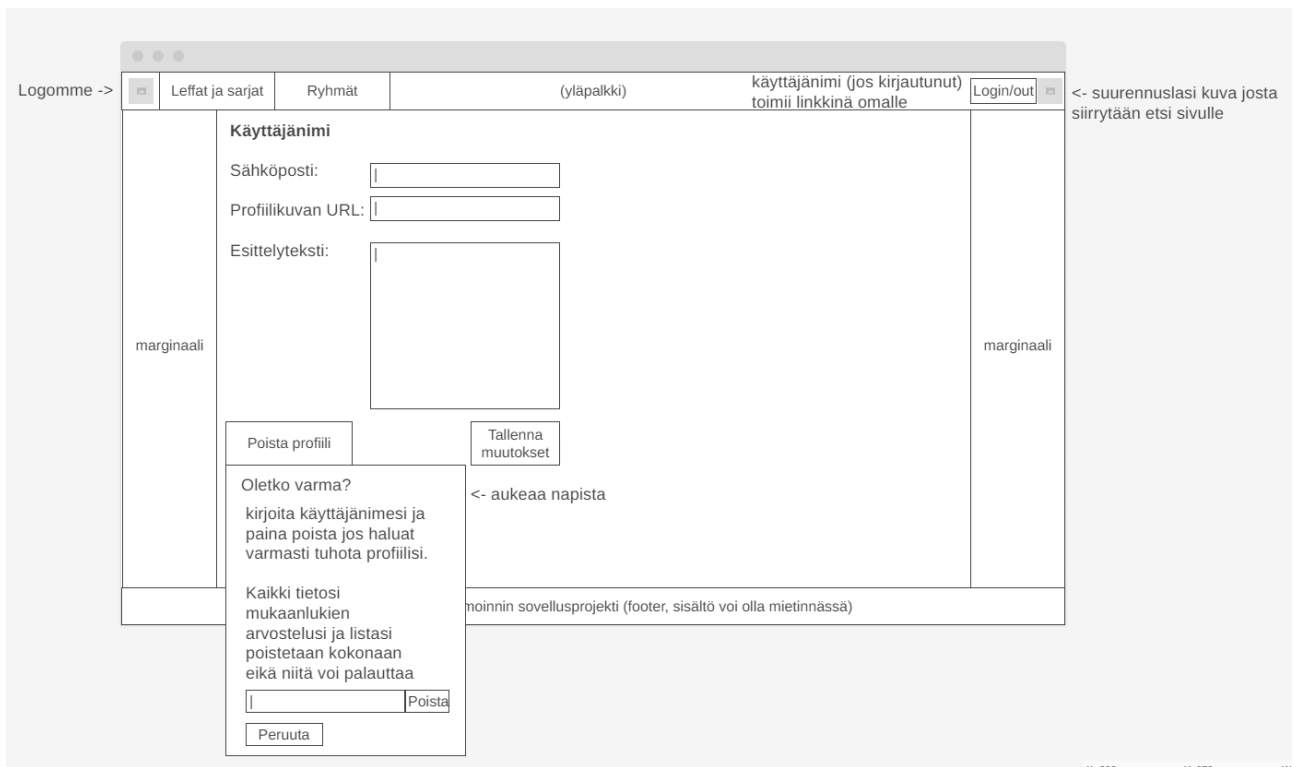 Logomme ->
Leffat ja sarjat
Ryhmät
(yläpalkki)
käyttäjänimi (jos kirjautunut)
toimii linkkinä omalle
Login/out
<- suurennuslasi kuva josta
siirrytään etsi sivulle
Käyttäjänimi
Sähköposti:
Profiilikuvan URL:
Esittelyteksti:
marginaali
marginaali
Poista profiili
Tallenna
muutokset
Oletko varma?
<- aukeaa napista
kirjoita käyttäjänimesi ja
paina poista jos haluat
varmasti tuhota profiilisi.
Kaikki tietosi
mukaanlukien
arvostelusi ja listasi
poistetaan kokonaan
eikä niitä voi palauttaa
sovellusprojekti (footer, sisältö voi olla mietinnässä)
Poista
Peruuta